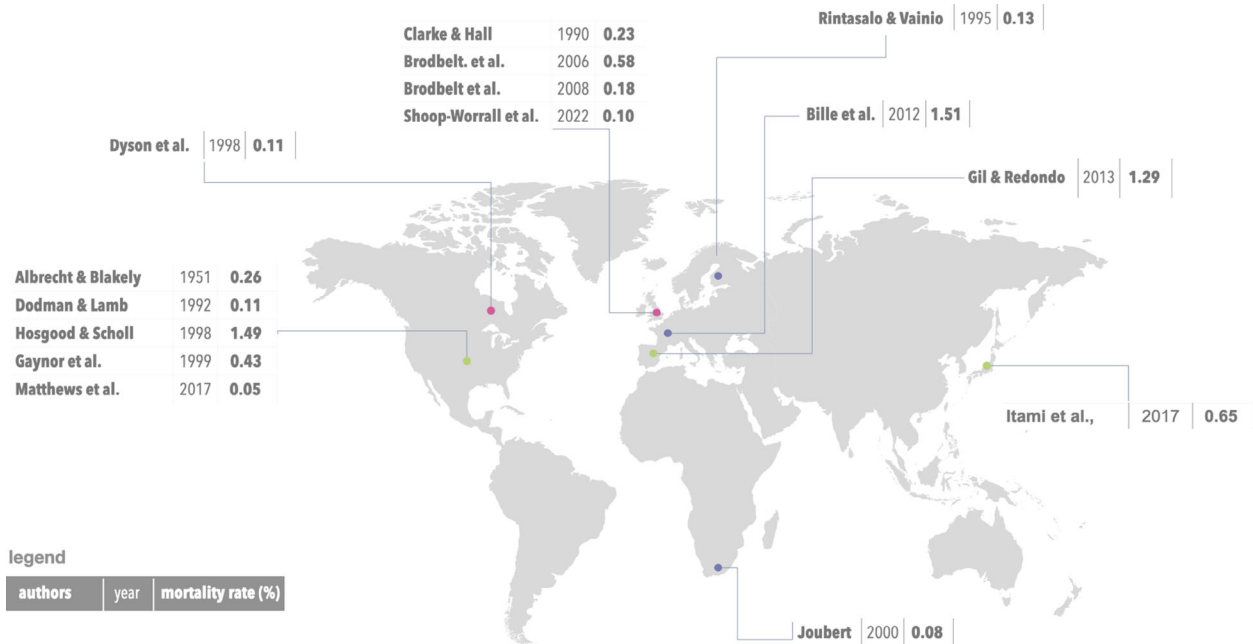 Rintasalo & Vainio 1995 0.13
Clarke & Hall 1990 0.23
Brodbelt. et al. 2006 0.58
Brodbelt et al. 2008 0.18
Shoop-Worrall et al. 2022 0.10
Bille et al. 2012 1.51
Dyson et al. 1998 0.11
Gil & Redondo 2013 1.29
Albrecht & Blakely 1951 0.26
Dodman & Lamb 1992 0.11
Hosgood & Scholl 1998 1.49
Gaynor et al. 1999 0.43
Matthews et al. 2017 0.05
Itami et al., 2017 0.65
legend
authors year mortality rate (%)
Joubert 2000 0.08